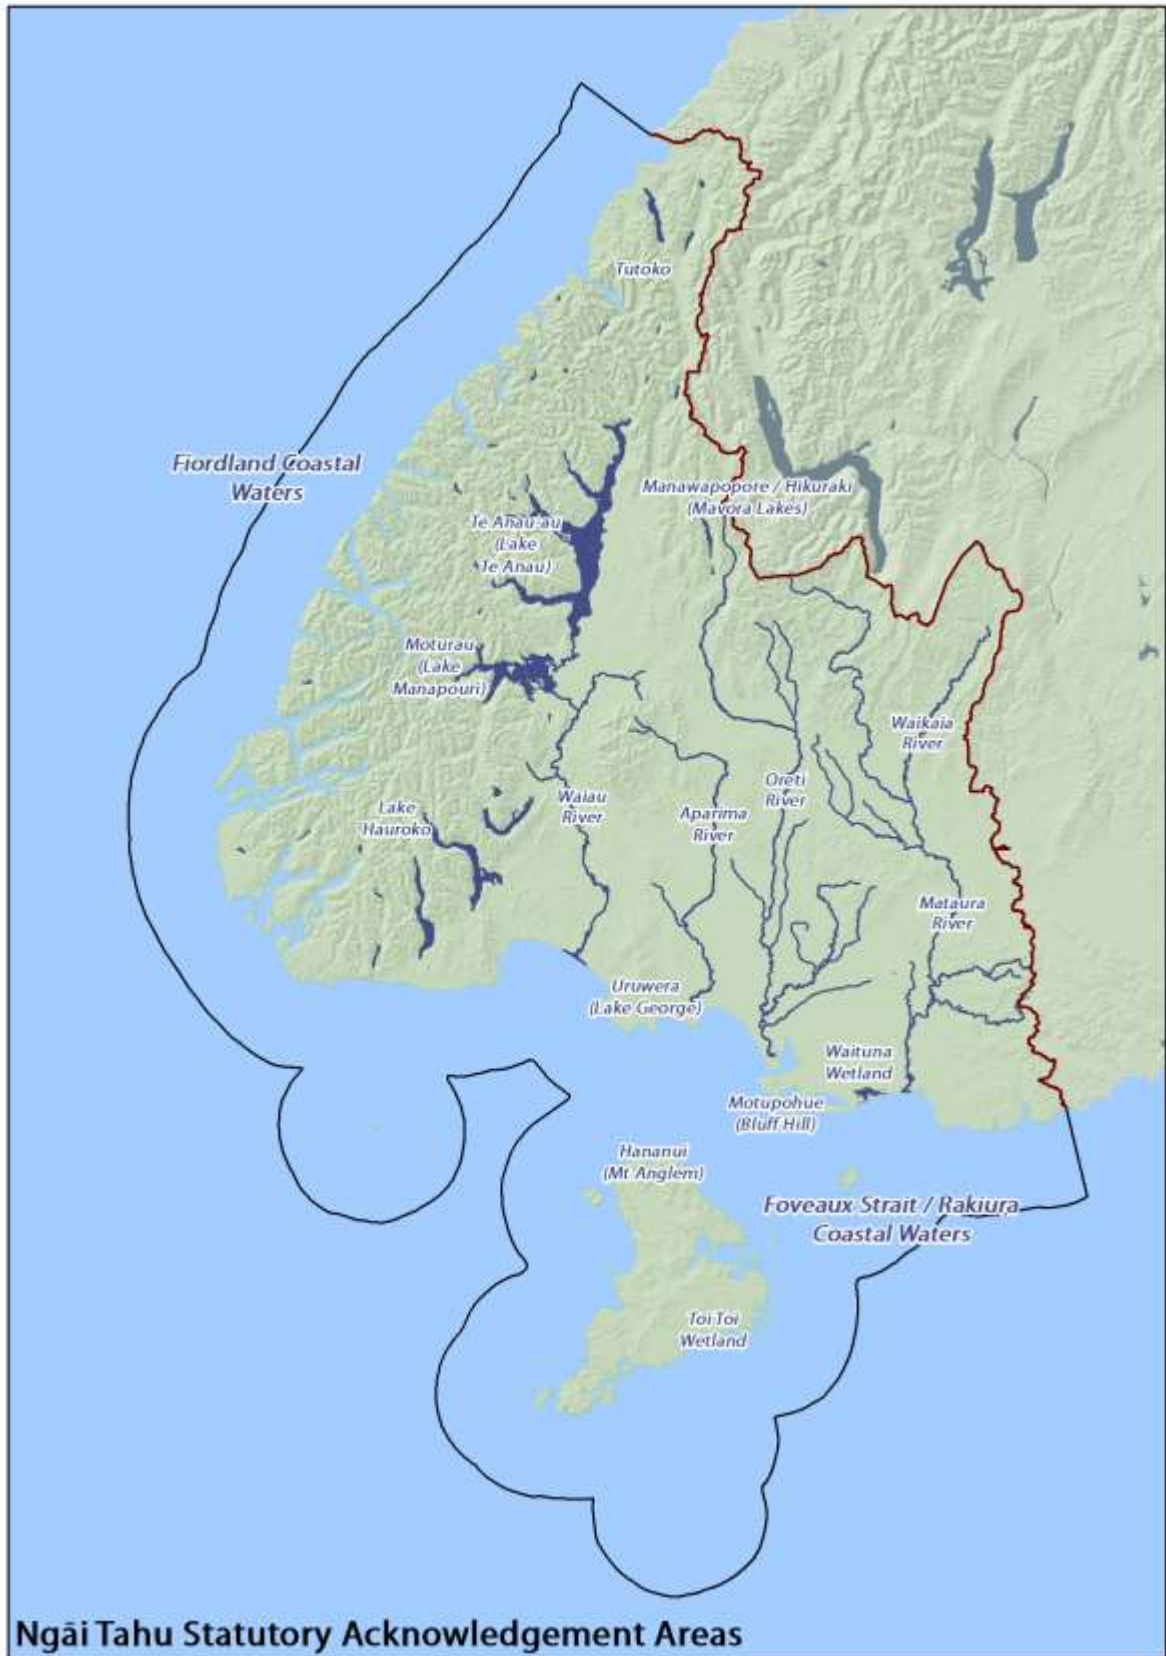 Tutoko
Fiordland Coastal
Waters
Manawapopore / Hikuraki
(Mavora Lakes)
Te Anau-au
(Lake
Te Anau)
Moturau
(Lake
Manapouri)
Waikaia
River
Lake
Hauroko
Waiau
River
Aparima
River
Oreti
River
Mataura
River
Uruwera
(Lake George)
Waituna
Wetland
Motupohue
(Bluff Hill)
Hananui
(Mt Anglem)
Foveaux Strait / Rakiura
Coastal Waters
Toi Toi
Wetland
Ngāi Tahu Statutory Acknowledgement Areas